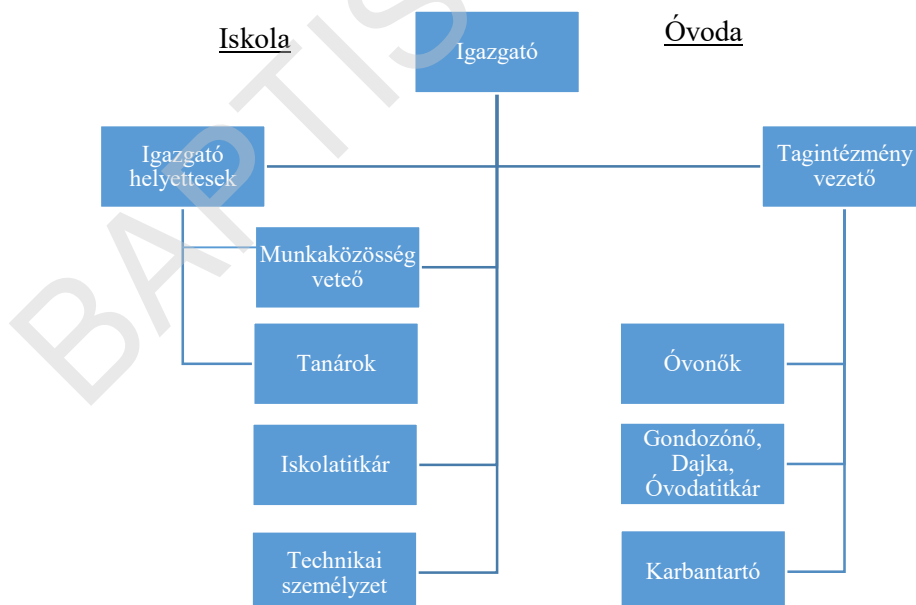 Iskola
Igazgató
Óvoda
Igazgató
helyettesek
Tagintézmény
vezető
Munkaközösség
veteő
Tanárok
Óvonők
Iskolatitkár
Gondozónő,
Dajka,
Óvodatitkár
Technikai
személyzet
Karbantartó
BAPTIS